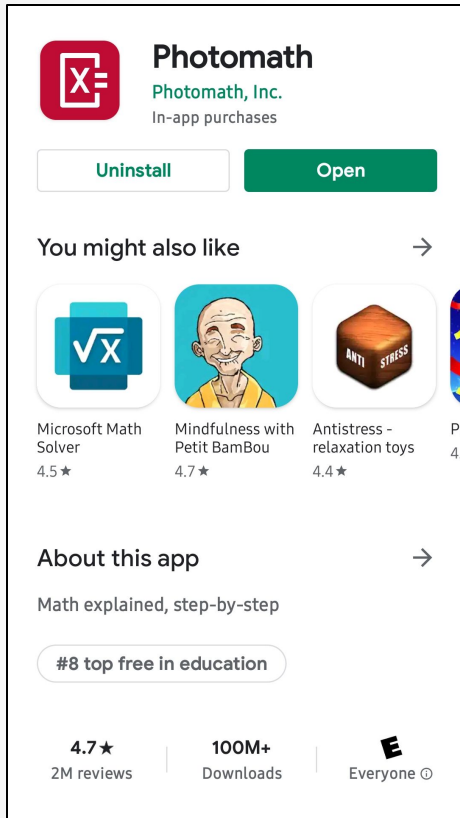 Photomath
Photomath, Inc.
In-app purchases
Uninstall
Open
You might also like
√x
ANTI STRESS
Microsoft Math
Solver
4.5★
Mindfulness with
Petit BamBou
4.7★
Antistress -
relaxation toys
4.4★
P
4
About this app
Math explained, step-by-step
#8 top free in education
4.7★
2M reviews
100M+
Downloads
E
Everyone